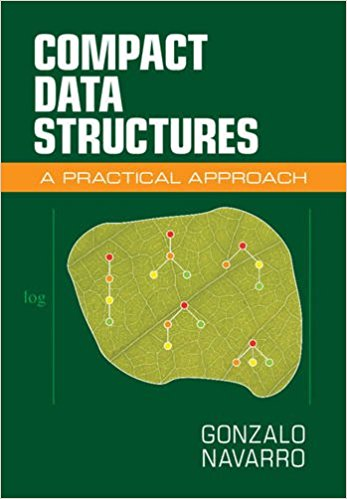 COMPACT
DATA
STRUCTURES
A PRACTICAL APPROACH
log
GONZALO
NAVARRO